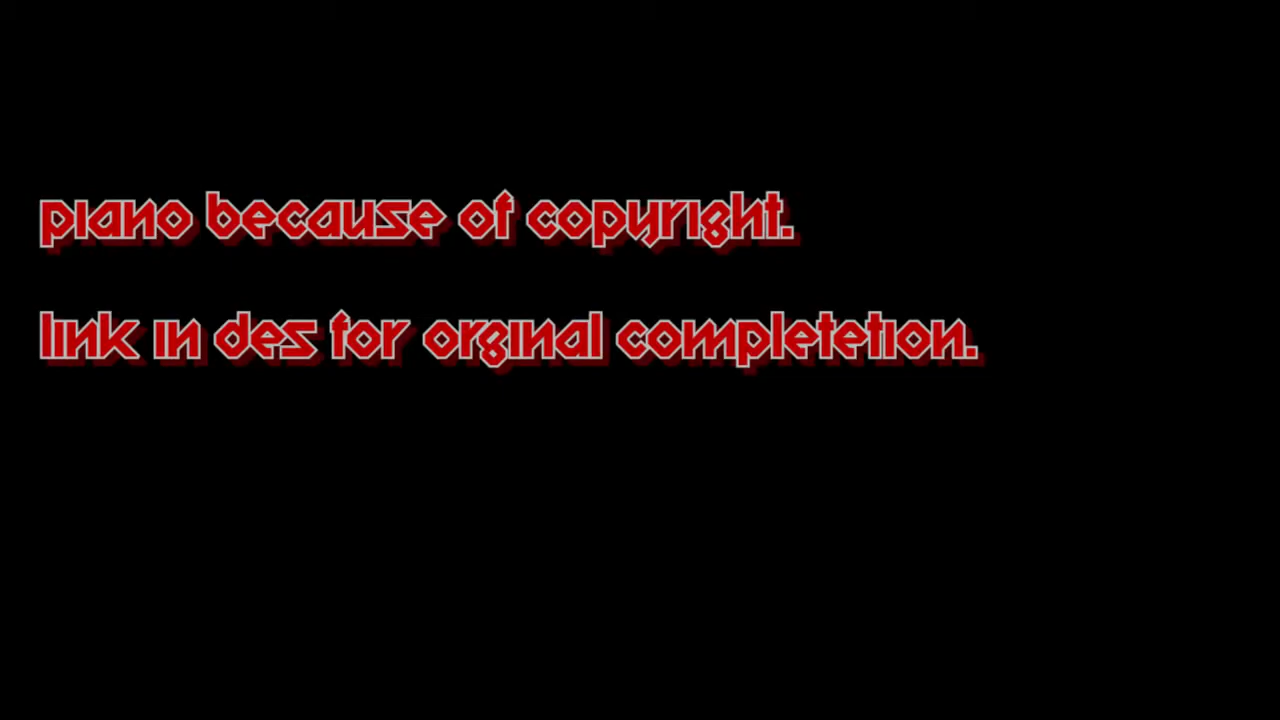 piano because of copyright.
link in des for orginal completetion.